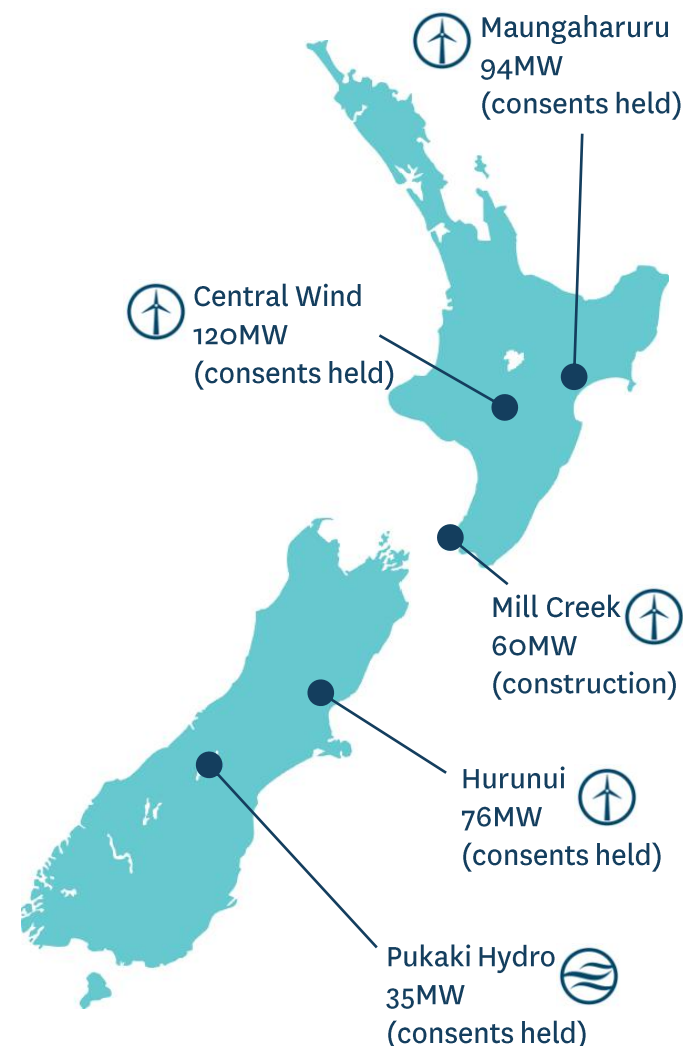 Maungaharuru
94MW
(consents held)
Central Wind
120MW
(consents held)
Mill Creek
60MW
(construction)
Hurunui
76MW
(consents held)
Pukaki Hydro
35MW
(consents held)